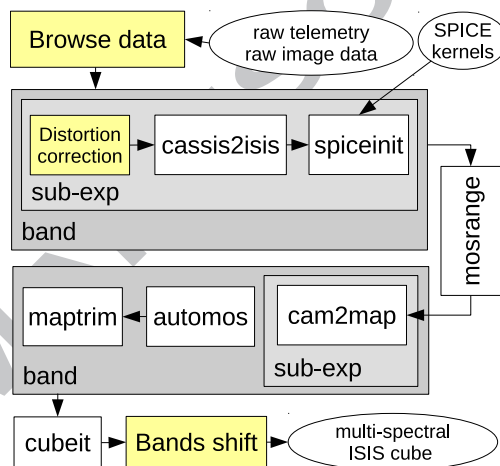 Browse data
raw telemetry
raw image data
SPICE
kernels
Distortion
correction
cassis2isis
spiceinit
sub-exp
band
mosrange
maptrim
automos
cam2map
sub-exp
band
cubeit
Bands shift
multi-spectral
ISIS cube